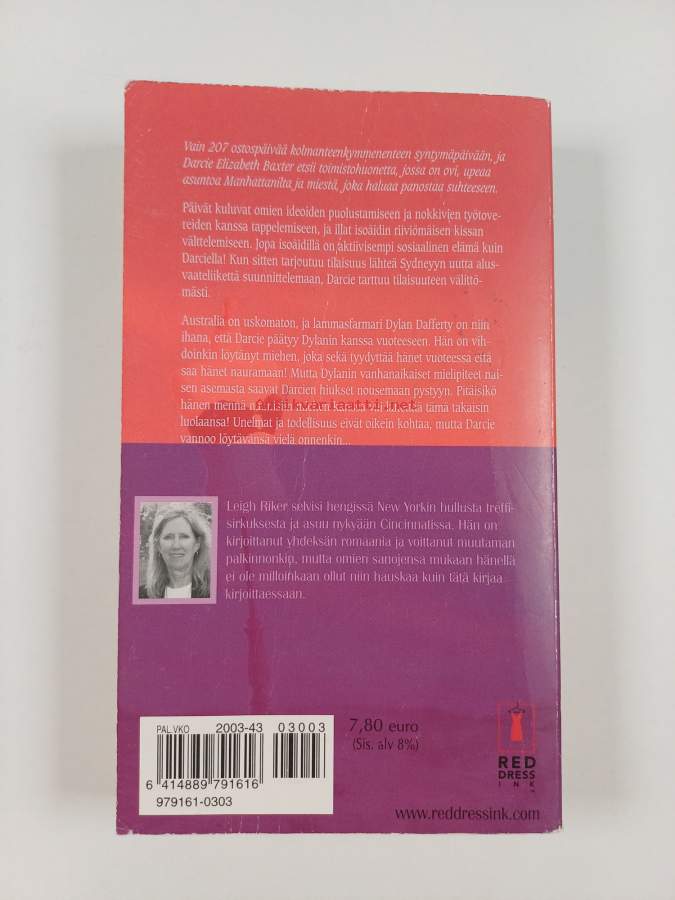 Vain 207 ostospäivää kolmanteenkymmenenteen syntymäpäivään, ja
Darcie Elizabeth Baxter etsii toimistohuonetta, jossa on ovi, upeaa
asuntoa Manhattanilta ja miestä, joka haluaa panostaa suhteeseen.
Päivät kuluvat omien ideoiden puolustamiseen ja nokkivien työtove-
reiden kanssa tappelemiseen, ja illat isoäidin riiviömäisen kissan
välttelemiseen. Jopa isoäidillä on aktiivisempi sosiaalinen elämä kuin
Darciella! Kun sitten tarjoutuu tilaisuus lähteä Sydneyyn uutta alus-
vaateliikettä suunnittelemaan, Darcie tarttuu tilaisuuteen välittö-
mästi.
Australia on uskomaton, ja lammasfarmari Dylan Dafferty on niin
ihana, että Darcie päätyy Dylanin kanssa vuoteeseen. Hän on vih-
doinkin löytänyt miehen, joka sekä tyydyttää hänet vuoteessa että
saa hänet nauramaan! Mutta Dylanin vanhanaikaiset mielipiteet nai-
sen asemasta saavat Darcien hiukset nousemaan pystyyn. Pitäisikö
hänen mennä tämä takaisin
luolaansa! Unelmat ja todellisuus eivät oikein kohtaa, mutta Darcie
vannoo löytävänsä vielä onnenkin...
antikvariaatti.net
Leigh Riker selvisi hengissä New Yorkin hullusta treffi-
sirkuksesta ja asuu nykyään Cincinnatissa. Hän on
kirjoittanut yhdeksän romaania ja voittanut muutaman
palkinnonkin, mutta omien sanojensa mukaan hänellä
ei ole milloinkaan ollut niin hauskaa kuin tätä kirjaa
kirjoittaessaan.
PAL.VKO 2003-43 03003
6 414889 791616
979161-0303
7,80 euro
(Sis. alv 8%)
RED
DRESS
INK
www.reddressink.com